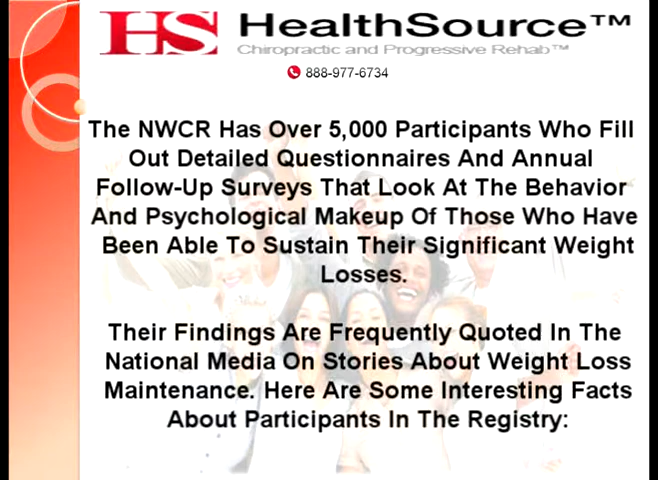 HS HealthSource™
Chiropractic and Progressive Rehab™
888-977-6734
The NWCR Has Over 5,000 Participants Who Fill
Out Detailed Questionnaires And Annual
Follow-Up Surveys That Look At The Behavior
And Psychological Makeup Of Those Who Have
Been Able To Sustain Their Significant Weight
Losses.
Their Findings Are Frequently Quoted In The
National Media On Stories About Weight Loss
Maintenance. Here Are Some Interesting Facts
About Participants In The Registry: